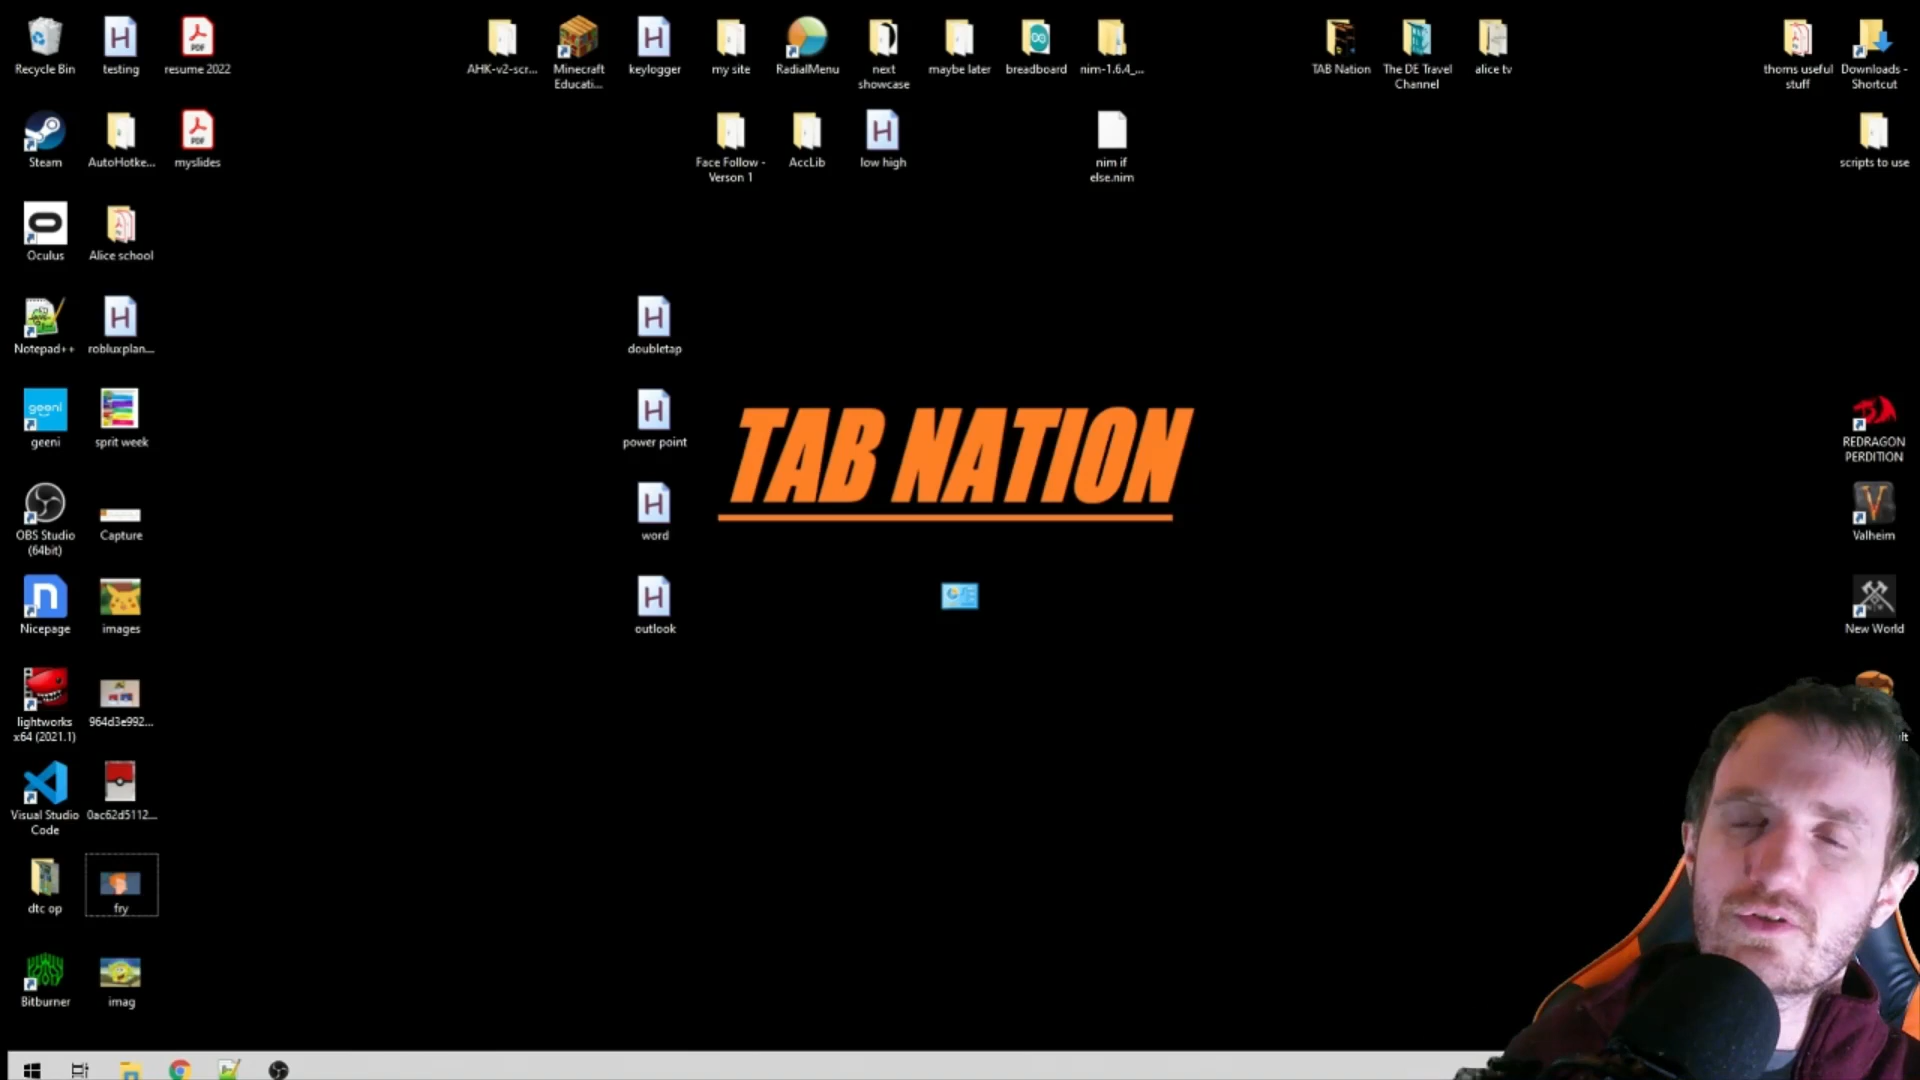 Recycle Bin
testing
resume 2022
AHK-v2-scr...
Minecraft
Educati...
keylogger
my site
RadialMenu
next
showcase
maybe later
breadboard
nim-1.6.4_...
TAB Nation
The DE Travel
Channel
alice tv
thoms useful
stuff
Downloads -
Shortcut
Steam
AutoHotke...
myslides
Face Follow -
Verson 1
AccLib
low high
nim if
else.nim
scripts to use
Oculus
Alice school
Notepad++
robluxplan...
doubletap
geeni
sprit week
power point
TAB NATION
REDRAGON
PERDITION
OBS Studio
(64bit)
Capture
word
Valheim
Nicepage
images
outlook
New World
lightworks
x64 (2021.1)
964d3e992...
Visual Studio
Code
0ac62d5112...
dtc op
fry
Bitburner
imag